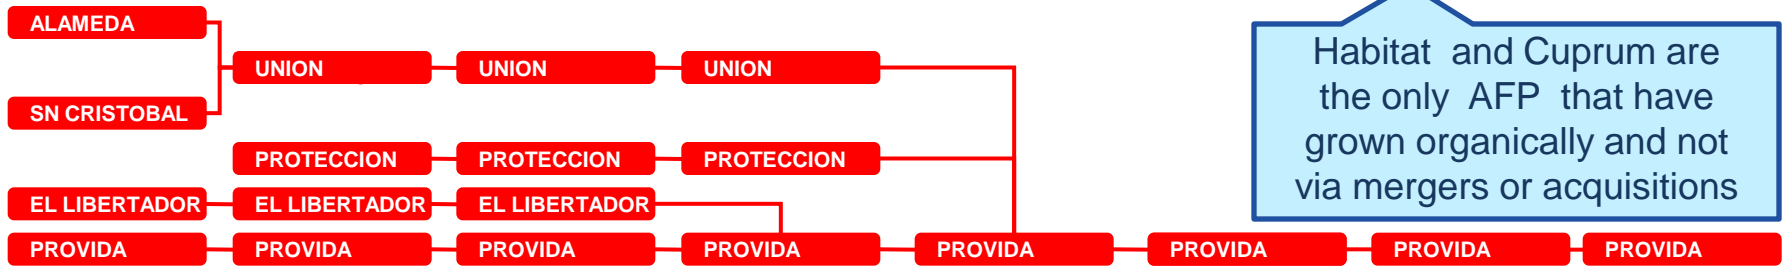 ALAMEDA
UNION UNION UNION
SN CRISTOBAL
PROTECCION PROTECCION PROTECCION
EL LIBERTADOR EL LIBERTADOR EL LIBERTADOR
PROVIDA PROVIDA PROVIDA PROVIDA PROVIDA PROVIDA PROVIDA PROVIDA
Habitat and Cuprum are
the only AFP that have
grown organically and not
via mergers or acquisitions